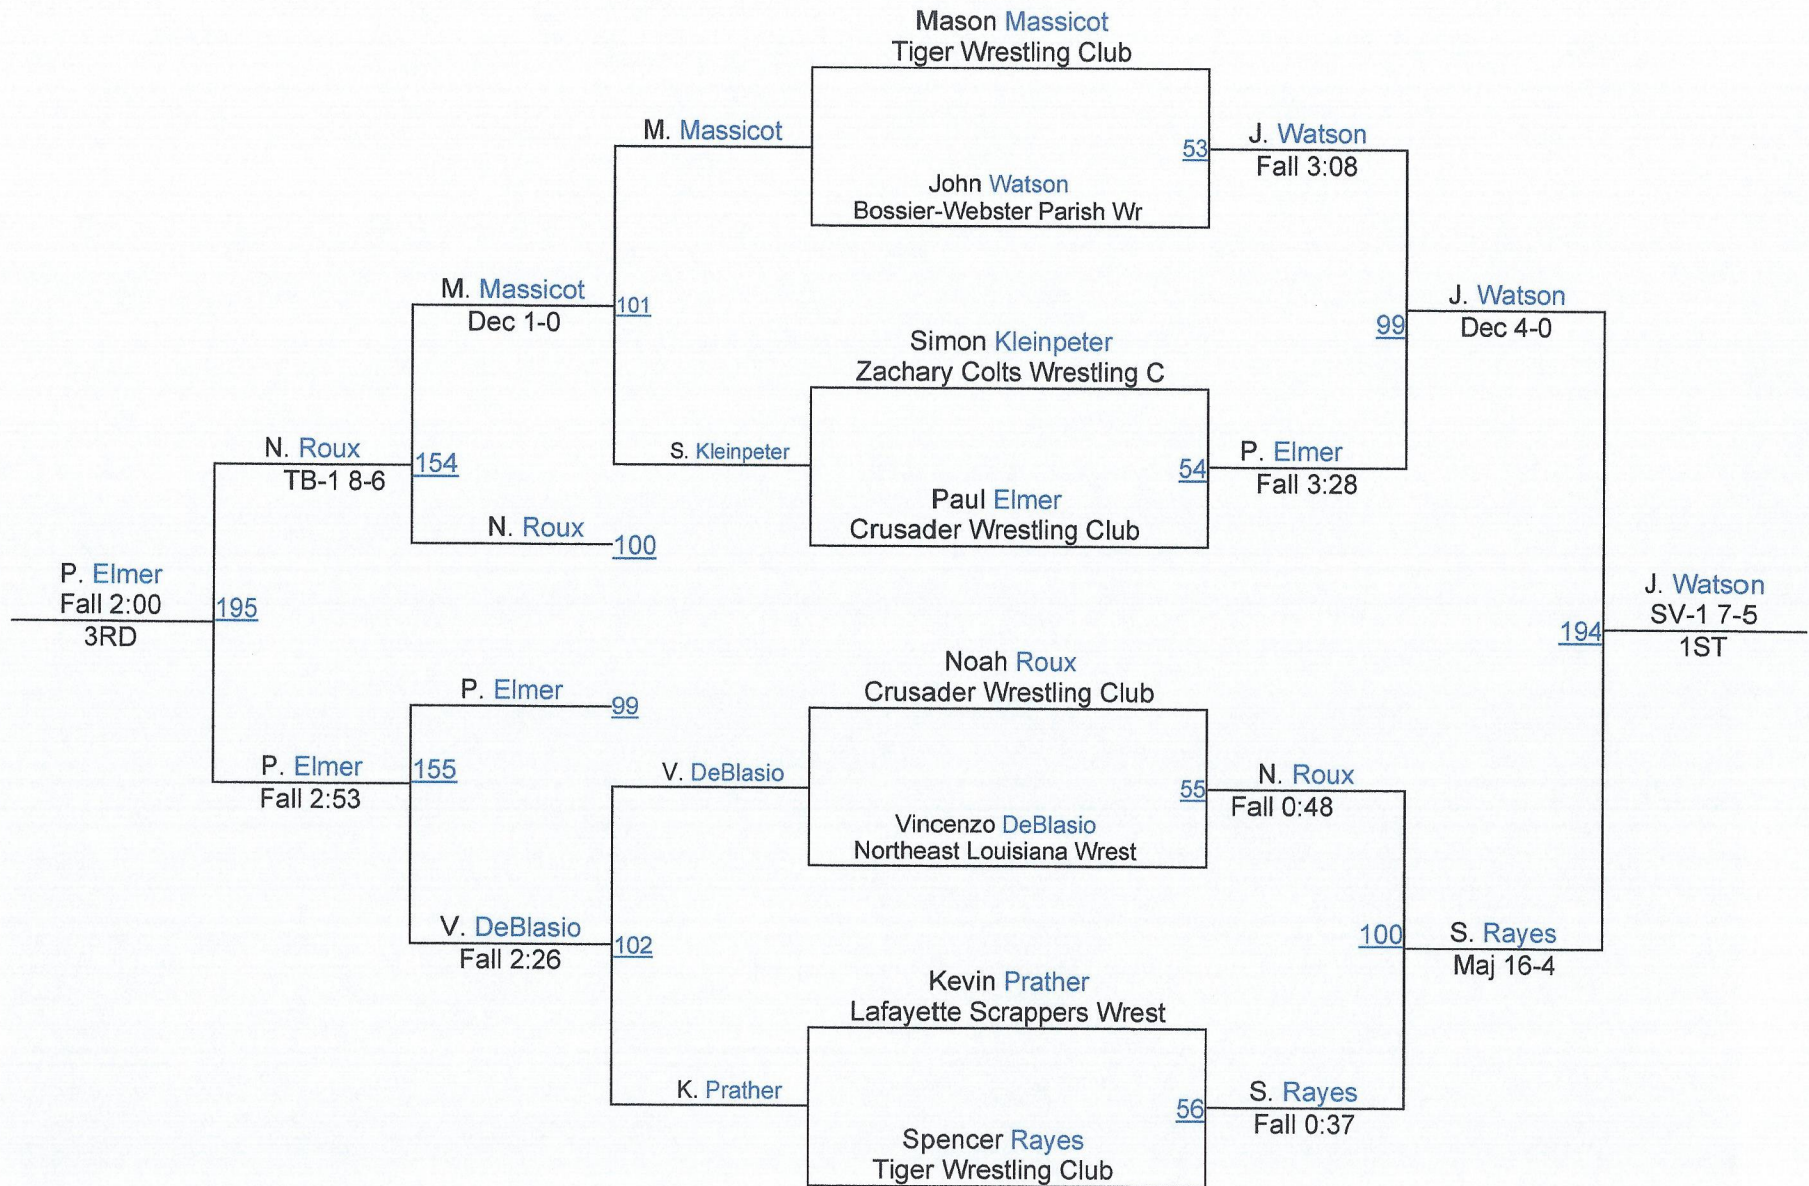 Mason Massicot
Tiger Wrestling Club
M. Massicot
53
J. Watson
Fall 3:08
John Watson
Bossier-Webster Parish Wr
M. Massicot
Dec 1-0
101
J. Watson
Dec 4-0
99
Simon Kleinpeter
Zachary Colts Wrestling C
N. Roux
TB-1 8-6
154
S. Kleinpeter
54
P. Elmer
Fall 3:28
Paul Elmer
Crusader Wrestling Club
N. Roux
100
P. Elmer
Fall 2:00
3RD
195
J. Watson
SV-1 7-5
1ST
194
Noah Roux
Crusader Wrestling Club
P. Elmer
99
P. Elmer
Fall 2:53
155
V. DeBlasio
55
N. Roux
Fall 0:48
Vincenzo DeBlasio
Northeast Louisiana Wrest
V. DeBlasio
Fall 2:26
102
100
S. Rayes
Maj 16-4
Kevin Prather
Lafayette Scrappers Wrest
K. Prather
56
S. Rayes
Fall 0:37
Spencer Rayes
Tiger Wrestling Club